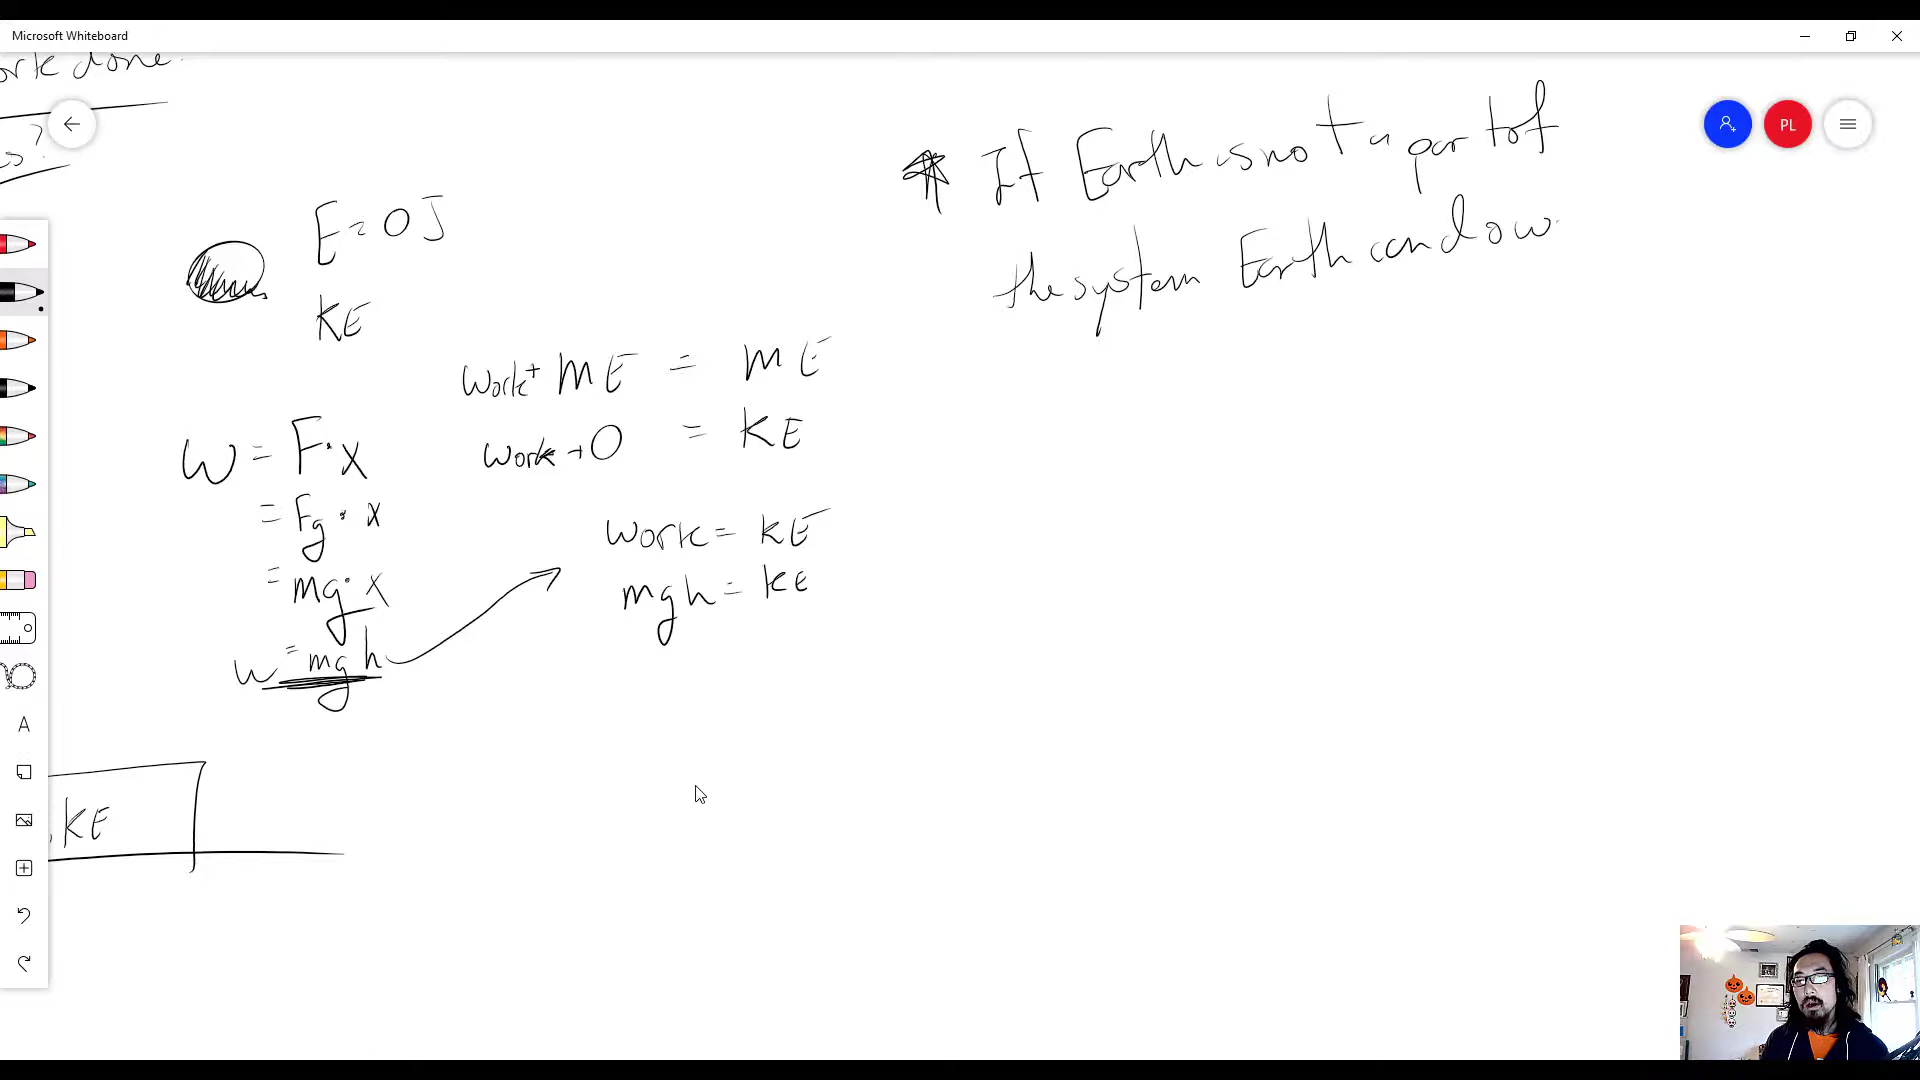 Microsoft Whiteboard
work done.
PL
s?
* If Earth is not a part of
the system Earth can do w
E = 0 J
KE
Work + ME = ME
Work + 0 = KE
W = F · x
= Fg · x
= mg · x
W = mgh
Work = KE
mgh = KE
A
KE